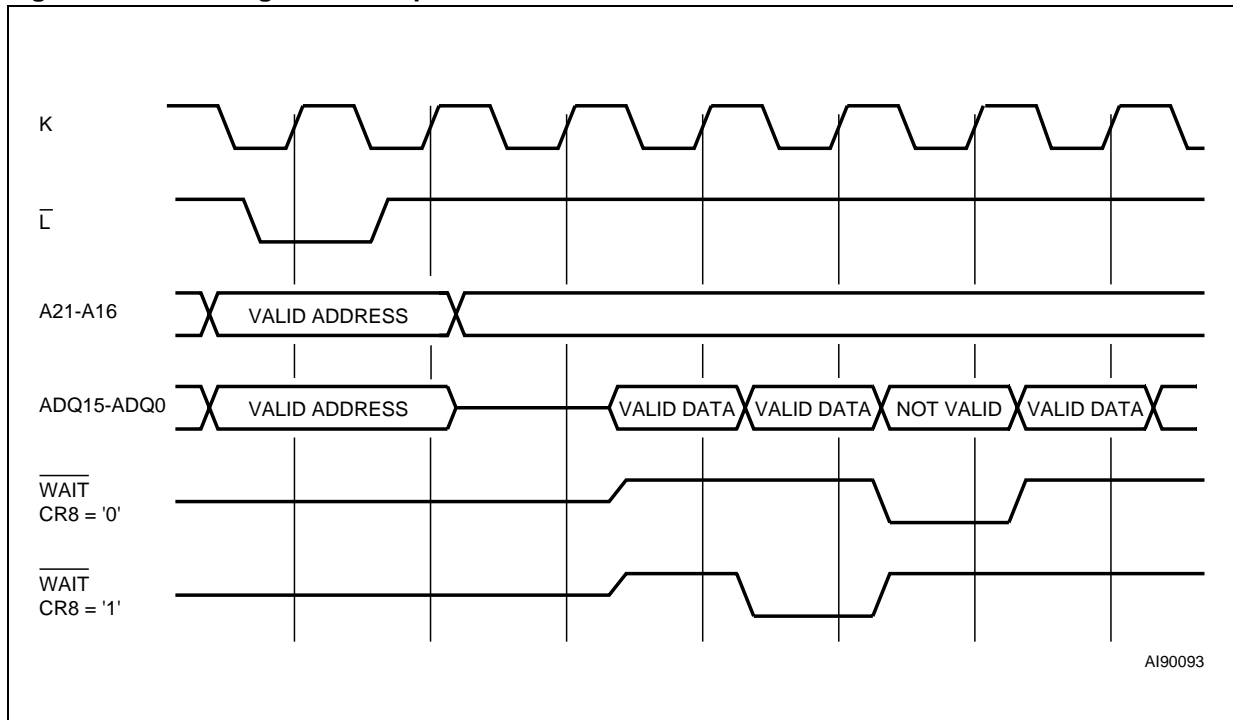 K
L
A21-A16
VALID ADDRESS
ADQ15-ADQ0
VALID ADDRESS
VALID DATA
VALID DATA
NOT VALID
VALID DATA
WAIT
CR8 = '0'
WAIT
CR8 = '1'
AI90093